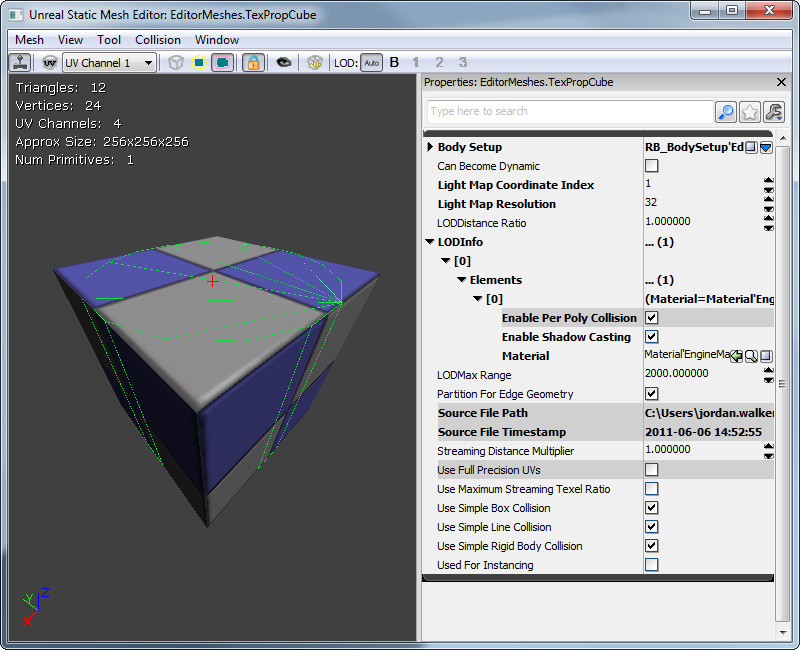 Unreal Static Mesh Editor: EditorMeshes.TexPropCube
Mesh View Tool Collision Window
UV UV Channel 1 LOD: Auto B 1 2 3
Triangles: 12
Vertices: 24
UV Channels: 4
Approx Size: 256x256x256
Num Primitives: 1
Y Z
X
Properties: EditorMeshes.TexPropCube
Type here to search
Body Setup RB_BodySetup'Ed
Can Become Dynamic
Light Map Coordinate Index 1
Light Map Resolution 32
LODDistance Ratio 1.000000
LODInfo ... (1)
[0]
Elements ... (1)
[0] (Material=Material'Eng
Enable Per Poly Collision
Enable Shadow Casting
Material Material'EngineMa
LODMax Range 2000.000000
Partition For Edge Geometry
Source File Path C:\Users\jordan.walker
Source File Timestamp 2011-06-06 14:52:55
Streaming Distance Multiplier 1.000000
Use Full Precision UVs
Use Maximum Streaming Texel Ratio
Use Simple Box Collision
Use Simple Line Collision
Use Simple Rigid Body Collision
Used For Instancing